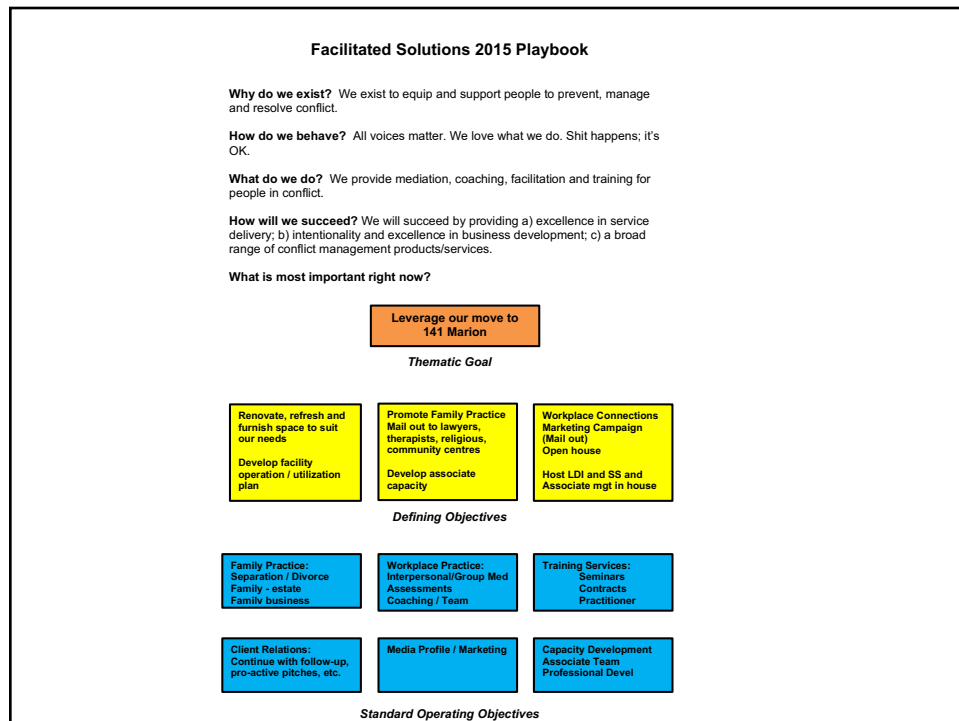 Facilitated Solutions 2015 Playbook
Why do we exist? We exist to equip and support people to prevent, manage
and resolve conflict.
How do we behave? All voices matter. We love what we do. Shit happens; it's
OK.
What do we do? We provide mediation, coaching, facilitation and training for
people in conflict.
How will we succeed? We will succeed by providing a) excellence in service
delivery; b) intentionality and excellence in business development; c) a broad
range of conflict management products/services.
What is most important right now?
Leverage our move to
141 Marion
Thematic Goal
Renovate, refresh and
furnish space to suit
our needs
Develop facility
operation / utilization
plan
Promote Family Practice
Mail out to lawyers,
therapists, religious,
community centres
Develop associate
capacity
Workplace Connections
Marketing Campaign
(Mail out)
Open house
Host LDI and SS and
Associate mgt in house
Defining Objectives
Family Practice:
Separation / Divorce
Family - estate
Family business
Workplace Practice:
Interpersonal/Group Med
Assessments
Coaching / Team
Training Services:
Seminars
Contracts
Practitioner
Client Relations:
Continue with follow-up,
pro-active pitches, etc.
Media Profile / Marketing
Capacity Development
Associate Team
Professional Devel
Standard Operating Objectives